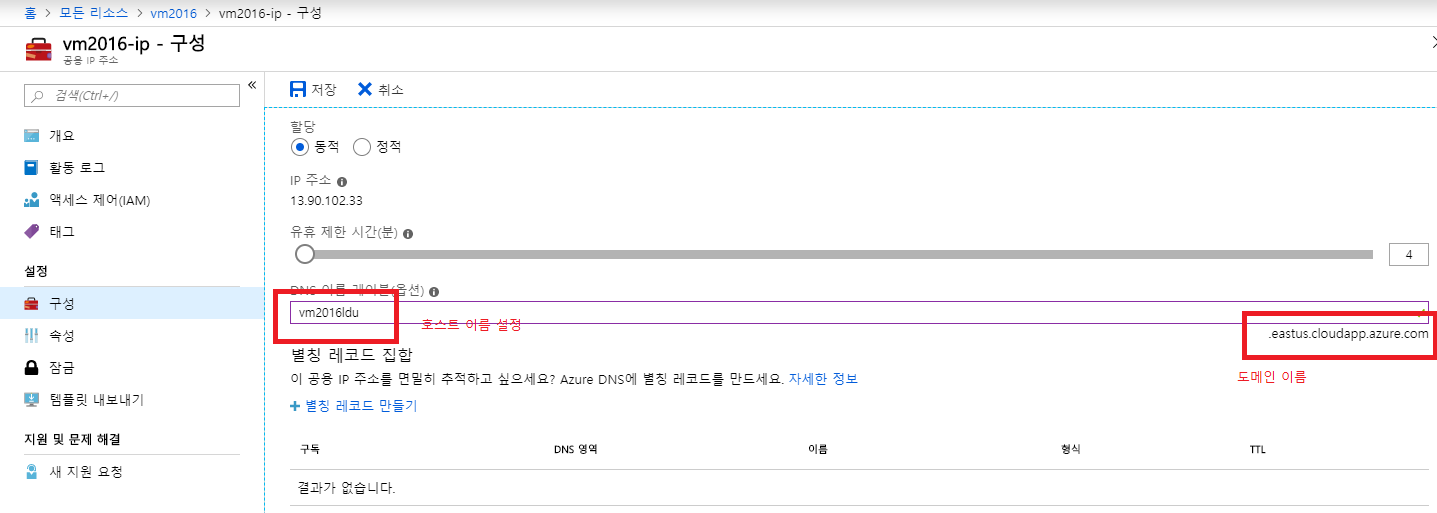 홈 > 모든 리소스 > vm2016 > vm2016-ip - 구성
vm2016-ip - 구성
공용 IP 주소
검색(Ctrl+/)
개요
활동 로그
액세스 제어(IAM)
태그
설정
구성
속성
잠금
템플릿 내보내기
지원 및 문제 해결
새 지원 요청
저장 취소
할당
동적 정적
IP 주소
13.90.102.33
유휴 제한 시간(분)
4
DNS 이름 레이블(옵션)
vm2016ldu
호스트 이름 설정
.eastus.cloudapp.azure.com
도메인 이름
별칭 레코드 집합
이 공용 IP 주소를 면밀히 추적하고 싶으세요? Azure DNS에 별칭 레코드를 만드세요. 자세한 정보
+ 별칭 레코드 만들기
구독 DNS 영역 이름 형식 TTL
결과가 없습니다.